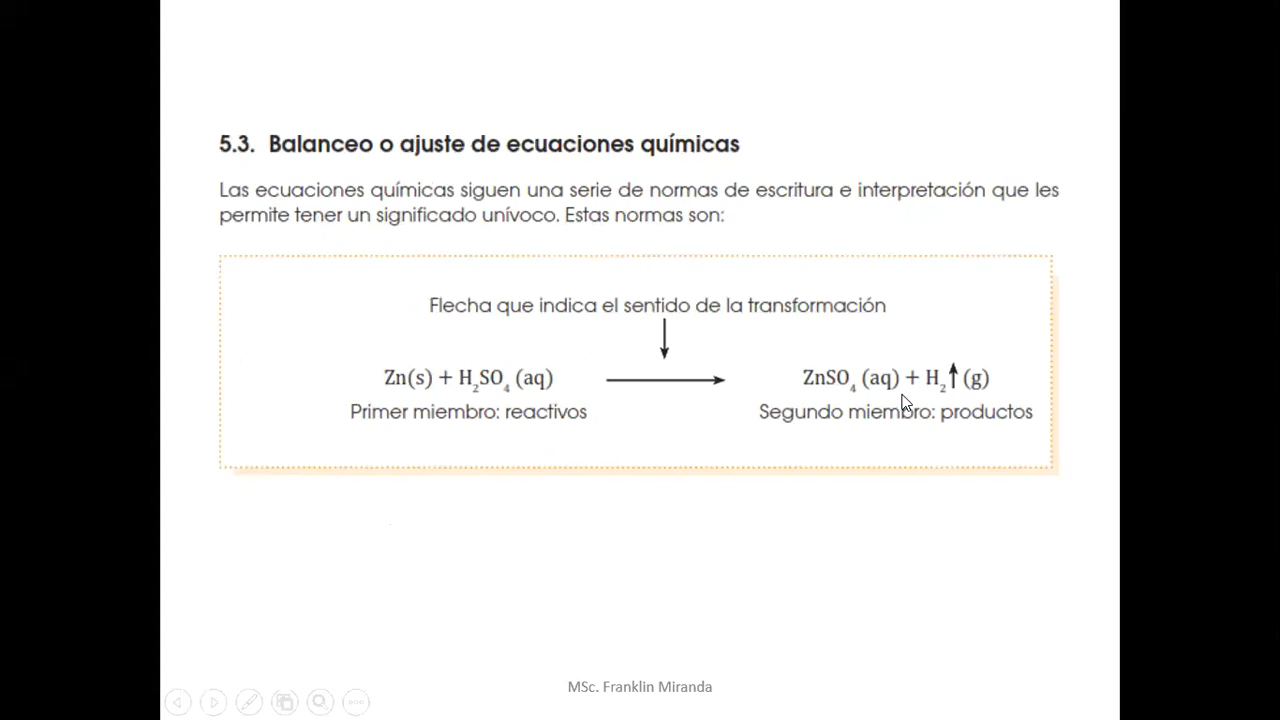 5.3. Balanceo o ajuste de ecuaciones químicas
Las ecuaciones químicas siguen una serie de normas de escritura e interpretación que les
permite tener un significado unívoco. Estas normas son:
Flecha que indica el sentido de la transformación
Zn(s) + H₂SO₄ (aq) ⟶ ZnSO₄ (aq) + H₂↑ (g)
Primer miembro: reactivos Segundo miembro: productos
MSc. Franklin Miranda